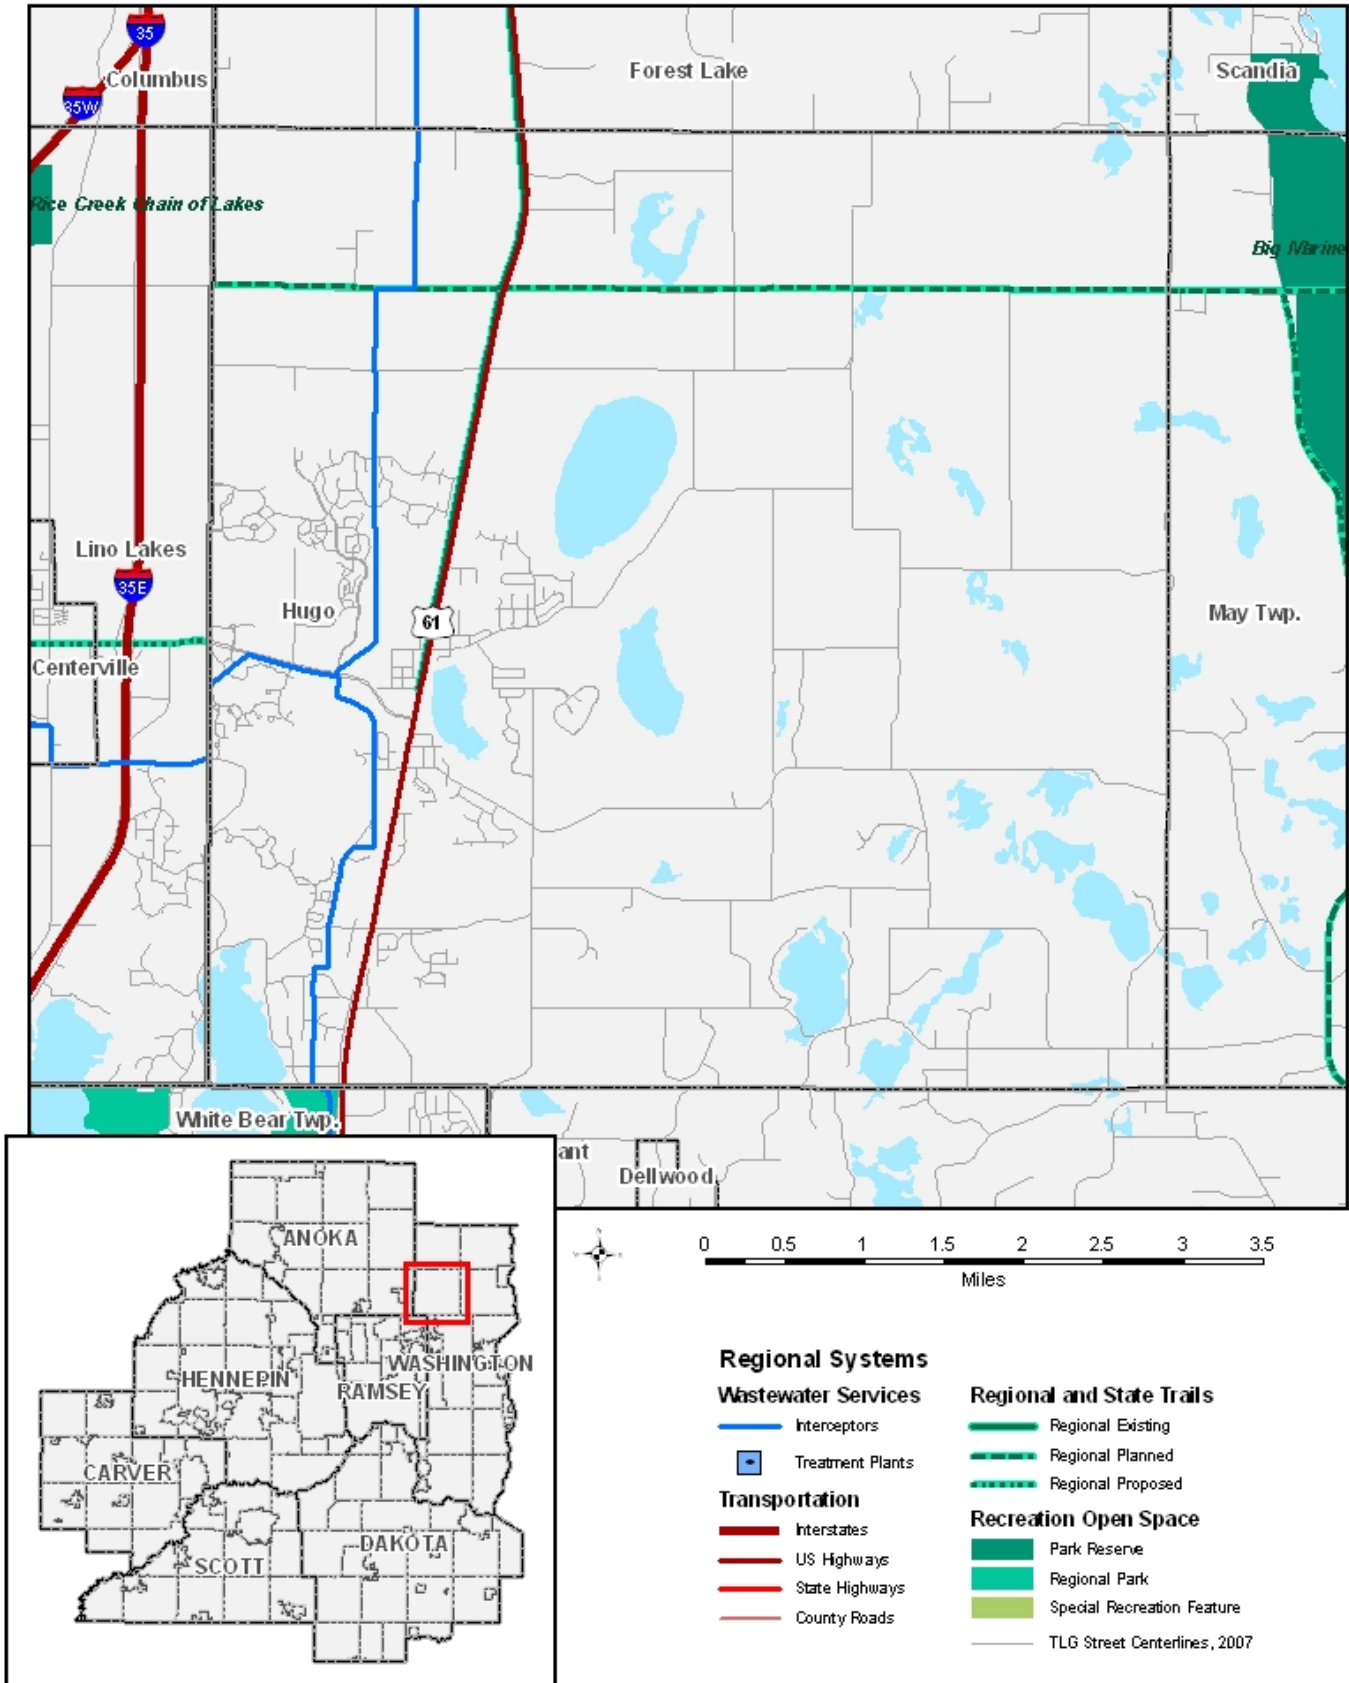 35
Columbus
Forest Lake
Scandia
35W
Rice Creek Chain of Lakes
Big Marine
Lino Lakes
35E
Hugo
61
May Twp.
Centerville
White Bear Twp.
ant
Dellwood
ANOKA
HENNEPIN
RAMSEY
WASHINGTON
CARVER
SCOTT
DAKOTA
0 0.5 1 1.5 2 2.5 3 3.5
Miles
Regional Systems
Wastewater Services
Interceptors
Treatment Plants
Transportation
Interstates
US Highways
State Highways
County Roads
Regional and State Trails
Regional Existing
Regional Planned
Regional Proposed
Recreation Open Space
Park Reserve
Regional Park
Special Recreation Feature
TLG Street Centerlines, 2007